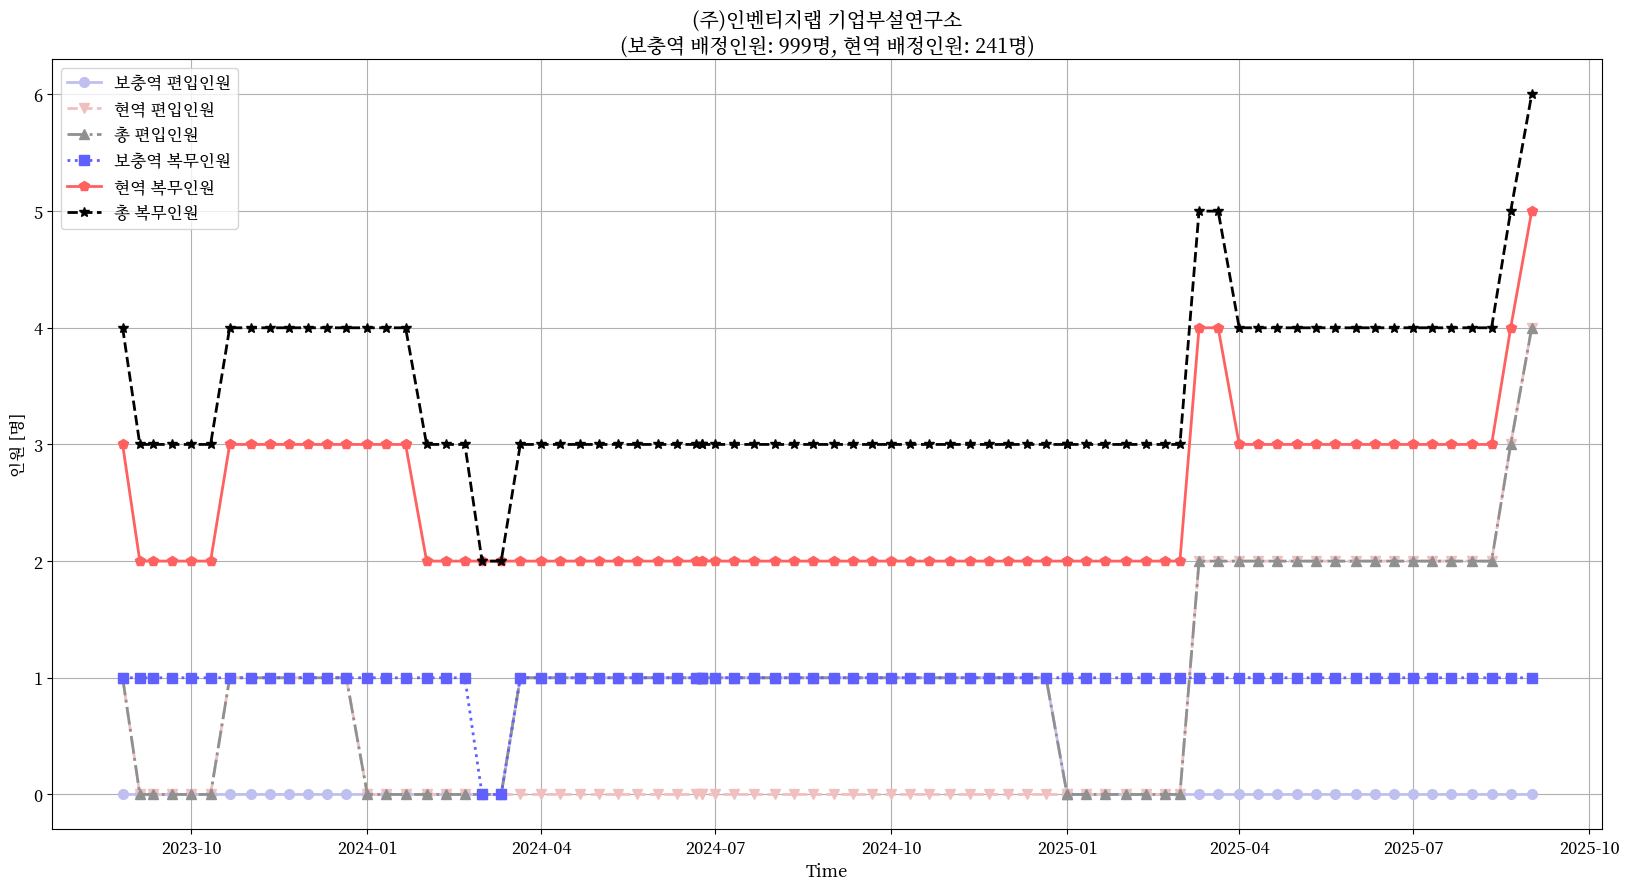 (주)인벤티지랩 기업부설연구소
(보충역 배정인원: 999명, 현역 배정인원: 241명)
보충역 편입인원
현역 편입인원
총 편입인원
보충역 복무인원
현역 복무인원
총 복무인원
인원 [명]
6
5
4
3
2
1
0
2023-10
2024-01
2024-04
2024-07
2024-10
2025-01
2025-04
2025-07
2025-10
Time